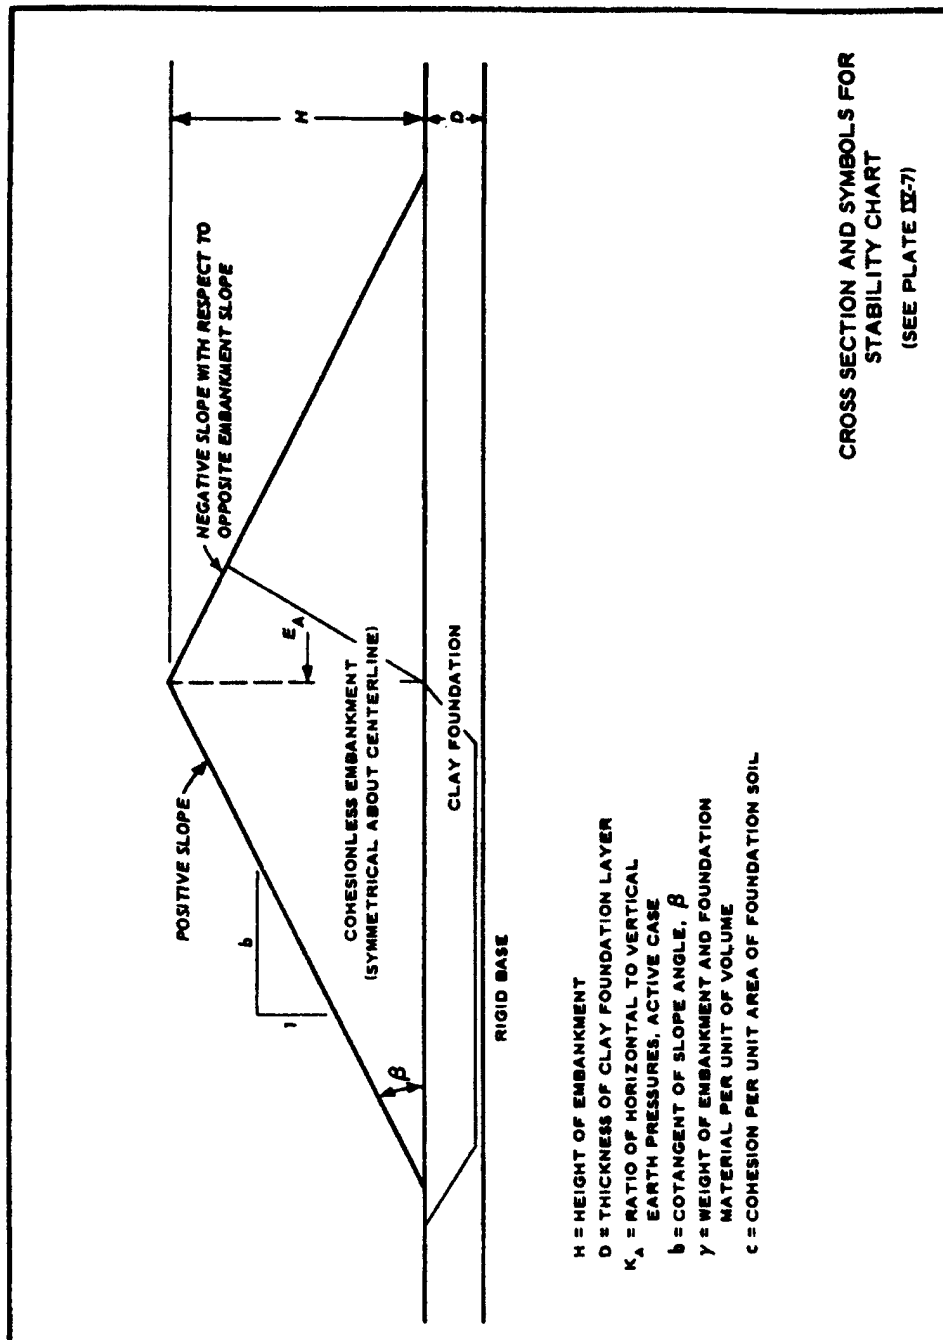 H
D
NEGATIVE SLOPE WITH RESPECT TO
OPPOSITE EMBANKMENT SLOPE
POSITIVE SLOPE
E_A
b
1
COHESIONLESS EMBANKMENT
(SYMMETRICAL ABOUT CENTERLINE)
β
CLAY FOUNDATION
RIGID BASE
H = HEIGHT OF EMBANKMENT
D = THICKNESS OF CLAY FOUNDATION LAYER
K_A = RATIO OF HORIZONTAL TO VERTICAL
EARTH PRESSURES, ACTIVE CASE
b = COTANGENT OF SLOPE ANGLE, β
γ = WEIGHT OF EMBANKMENT AND FOUNDATION
MATERIAL PER UNIT OF VOLUME
c = COHESION PER UNIT AREA OF FOUNDATION SOIL
CROSS SECTION AND SYMBOLS FOR
STABILITY CHART
(SEE PLATE IV-7)